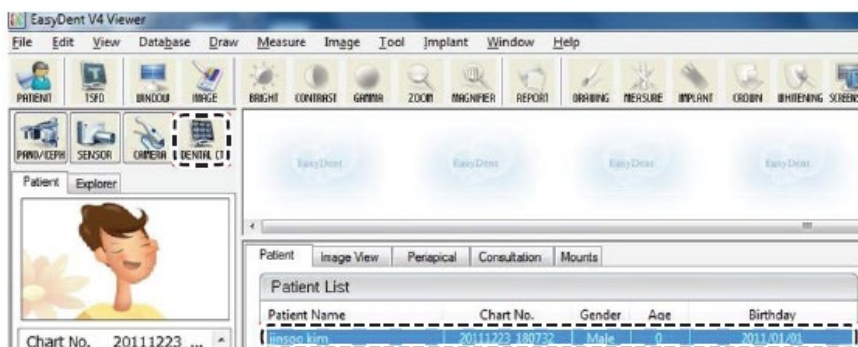 EasyDent V4 Viewer
File Edit View Database Draw Measure Image Tool Implant Window Help
PATIENT TSFD WINDOW IMAGE BRIGHT CONTRAST GAMMA ZOOM MAGNIFIER REPORT DRAWING MEASURE IMPLANT CROWN WHITENING SCREEN
PANO/CEPH SENSOR CAMERA DENTAL CT
EasyDent EasyDent EasyDent EasyDent
Patient Explorer
Patient Image View Periapical Consultation Mounts
Patient List
Patient Name Chart No. Gender Age Birthday
jinsoo kim 20111223_180732 Male 0 2011/01/01
Chart No. 20111223 ...